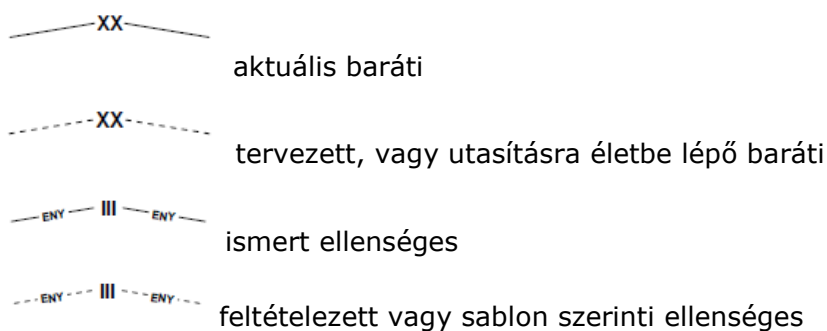 XX
aktuális baráti
XX
tervezett, vagy utasításra életbe lépő baráti
ENY III ENY
ismert ellenséges
ENY III ENY
feltételezett vagy sablon szerinti ellenséges